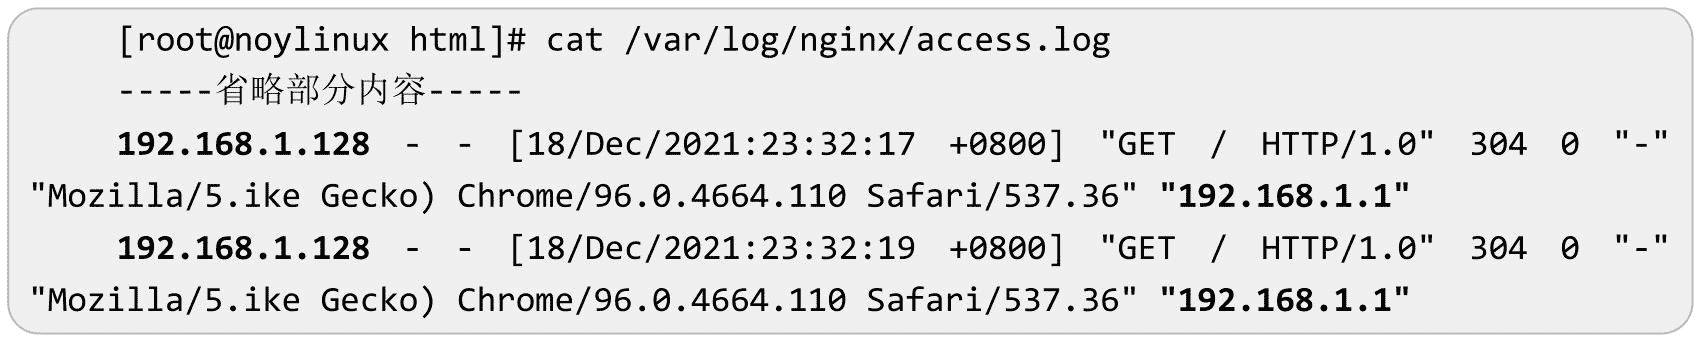 [root@noylinux html]# cat /var/log/nginx/access.log
-----省略部分内容-----
192.168.1.128 - - [18/Dec/2021:23:32:17 +0800] "GET / HTTP/1.0" 304 0 "-"
"Mozilla/5.ike Gecko) Chrome/96.0.4664.110 Safari/537.36" "192.168.1.1"
192.168.1.128 - - [18/Dec/2021:23:32:19 +0800] "GET / HTTP/1.0" 304 0 "-"
"Mozilla/5.ike Gecko) Chrome/96.0.4664.110 Safari/537.36" "192.168.1.1"